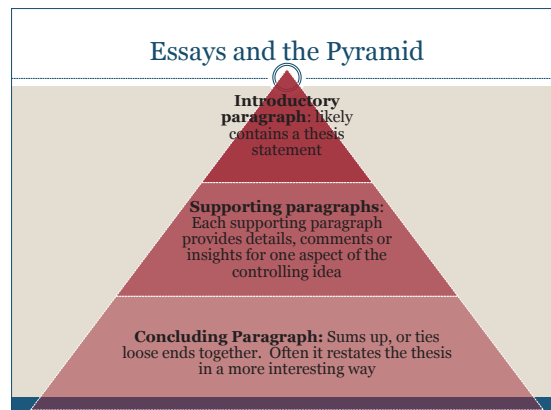 Essays and the Pyramid
Introductory
paragraph: likely
contains a thesis
statement
Supporting paragraphs:
Each supporting paragraph
provides details, comments or
insights for one aspect of the
controlling idea
Concluding Paragraph: Sums up, or ties
loose ends together. Often it restates the thesis
in a more interesting way